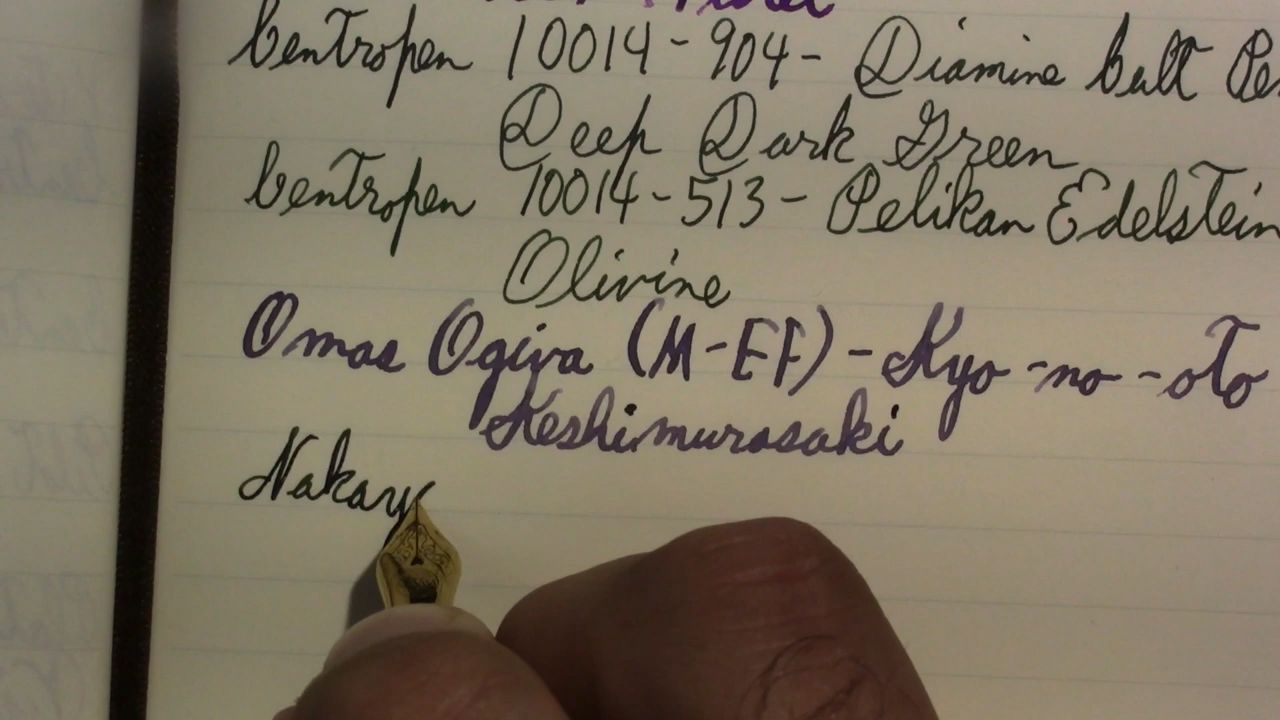 Centropen 10014-904- Diamine Cult Pe
Deep Dark Green
Centropen 10014-513- Pelikan Edelstein
Olivine
Omas Ogiva (M-EF) - Kyo-no-oto
Keshimurasaki
Nakay